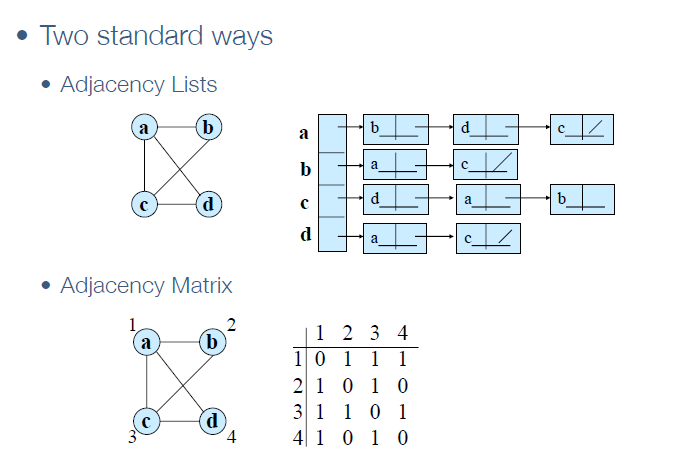 • Two standard ways
• Adjacency Lists
a b
c d
a b d c
b a c
c d a b
d a c
• Adjacency Matrix
1 2
a b
c d
3 4
1 2 3 4
1 0 1 1 1
2 1 0 1 0
3 1 1 0 1
4 1 0 1 0